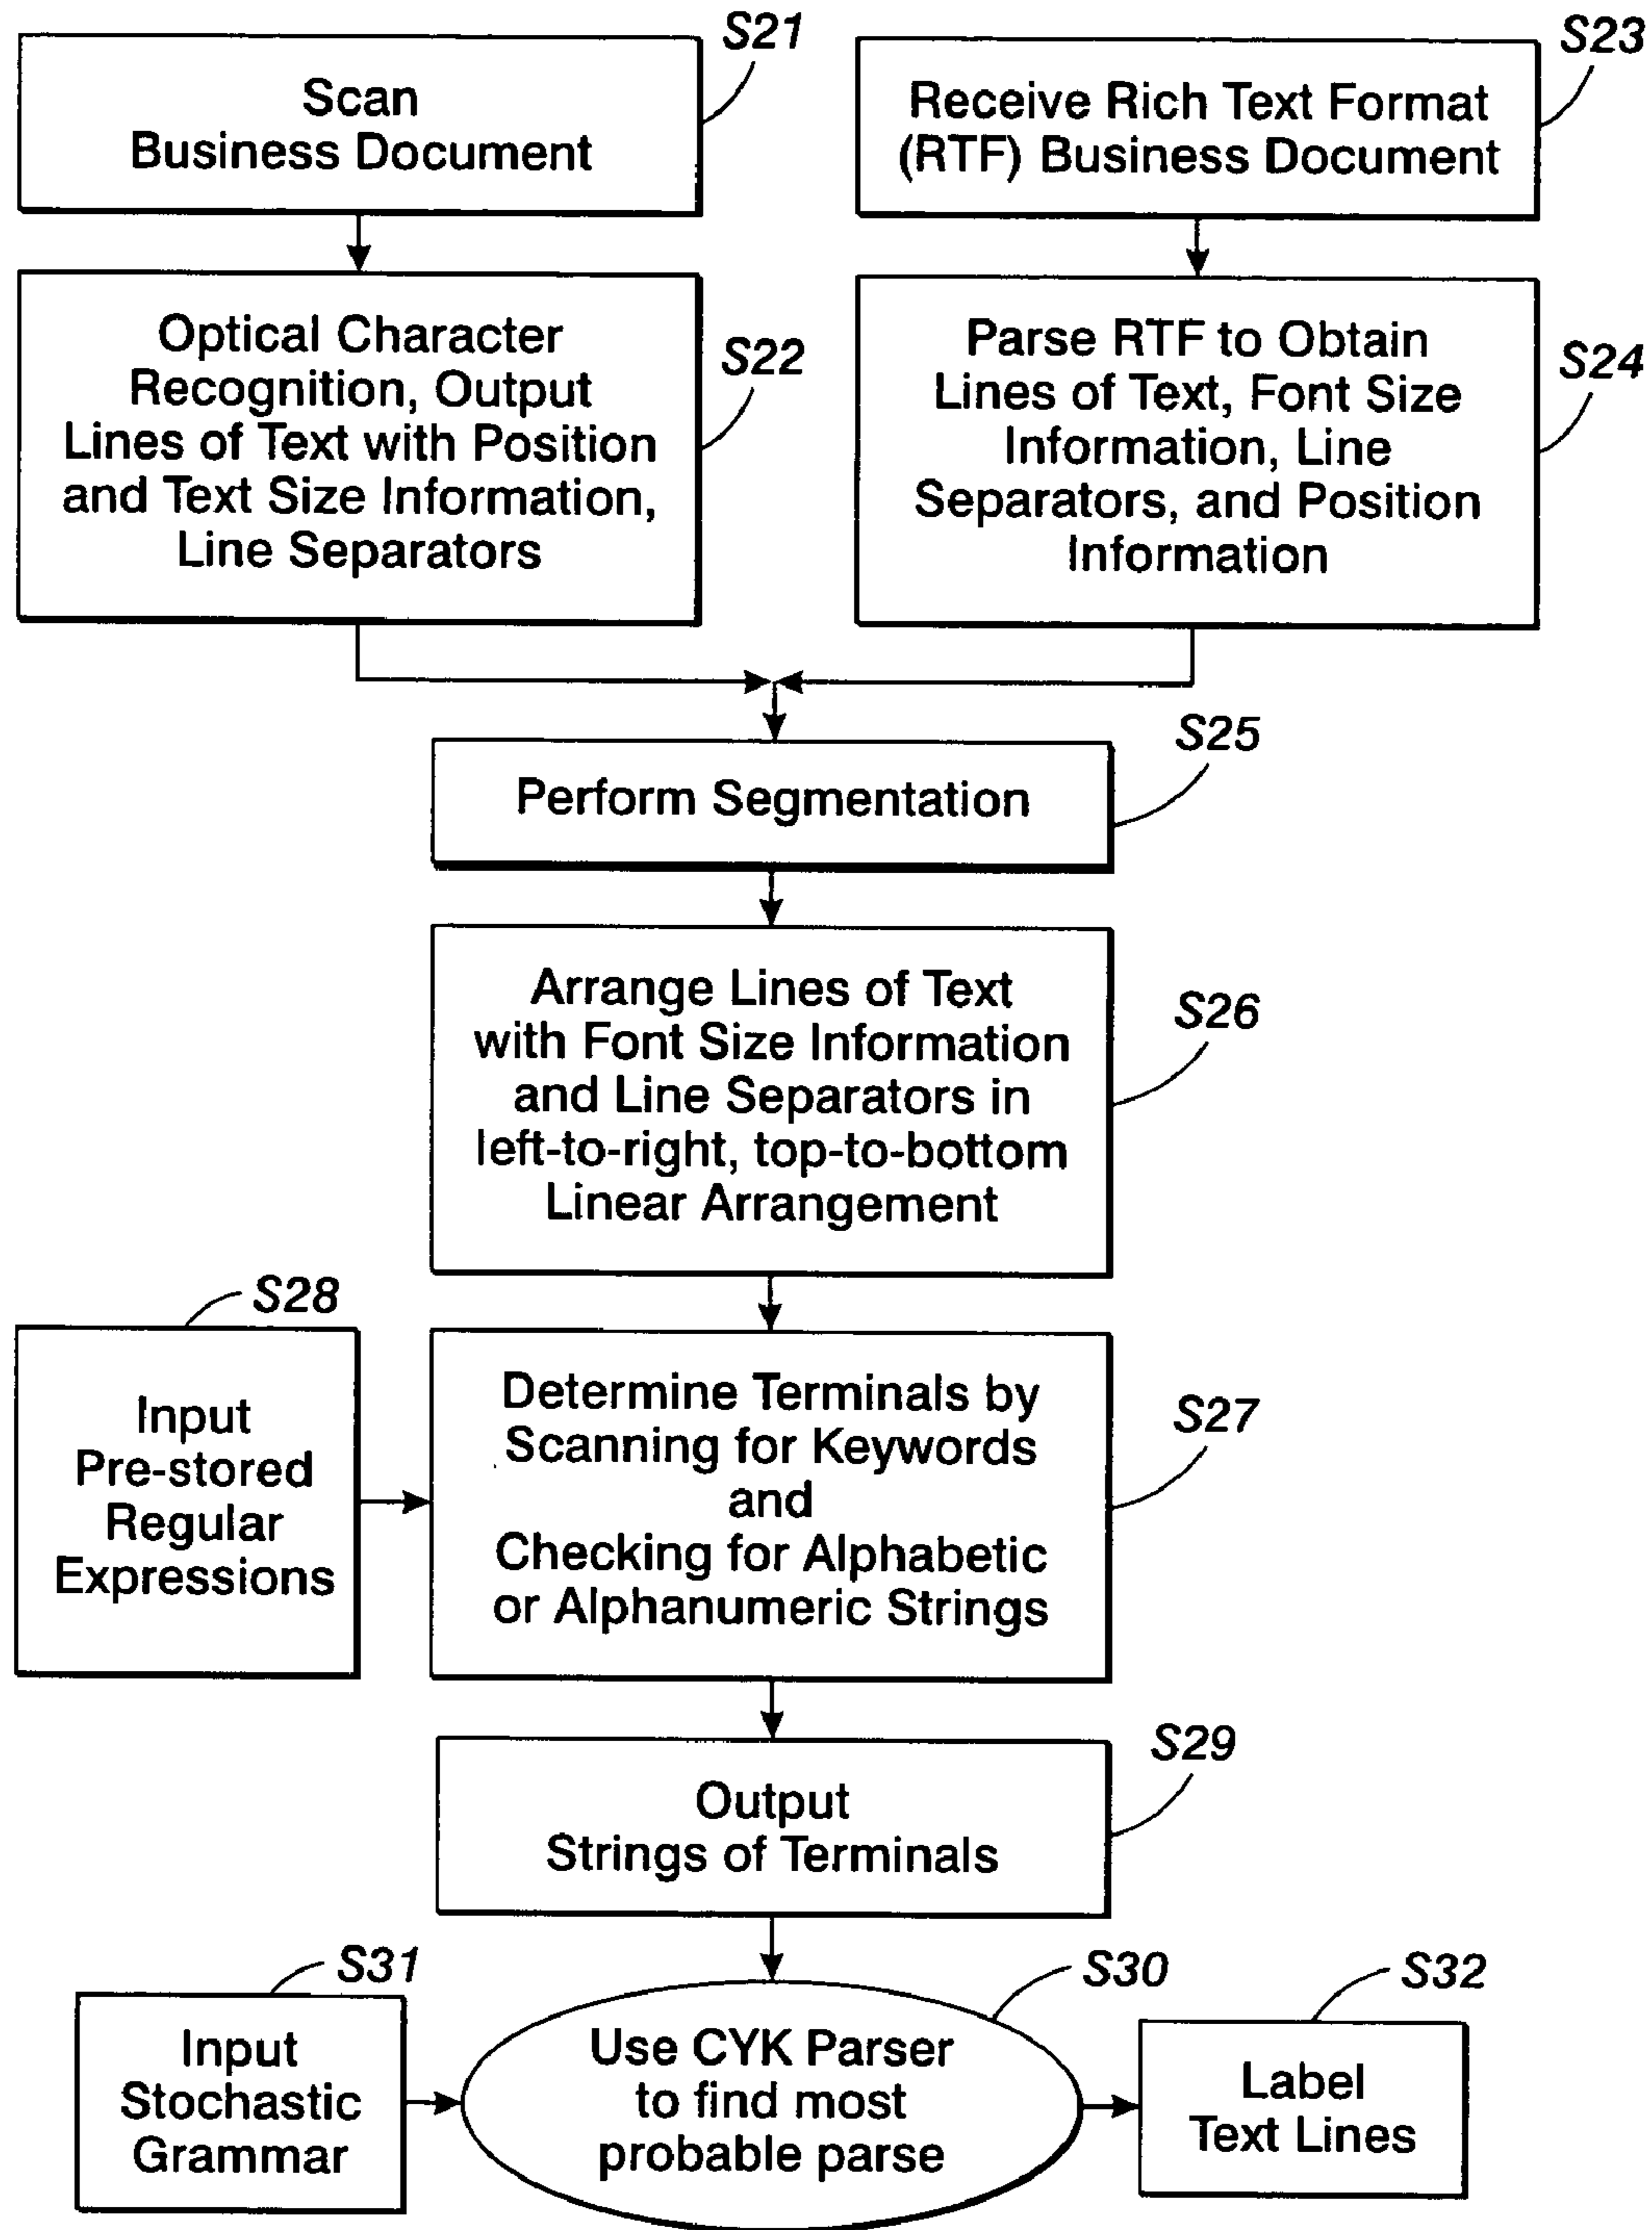 S21
Scan
Business Document
S23
Receive Rich Text Format
(RTF) Business Document
S22
Optical Character
Recognition, Output
Lines of Text with Position
and Text Size Information,
Line Separators
S24
Parse RTF to Obtain
Lines of Text, Font Size
Information, Line
Separators, and Position
Information
S25
Perform Segmentation
S26
Arrange Lines of Text
with Font Size Information
and Line Separators in
left-to-right, top-to-bottom
Linear Arrangement
S28
Input
Pre-stored
Regular
Expressions
S27
Determine Terminals by
Scanning for Keywords
and
Checking for Alphabetic
or Alphanumeric Strings
S29
Output
Strings of Terminals
S31
Input
Stochastic
Grammar
S30
Use CYK Parser
to find most
probable parse
S32
Label
Text Lines